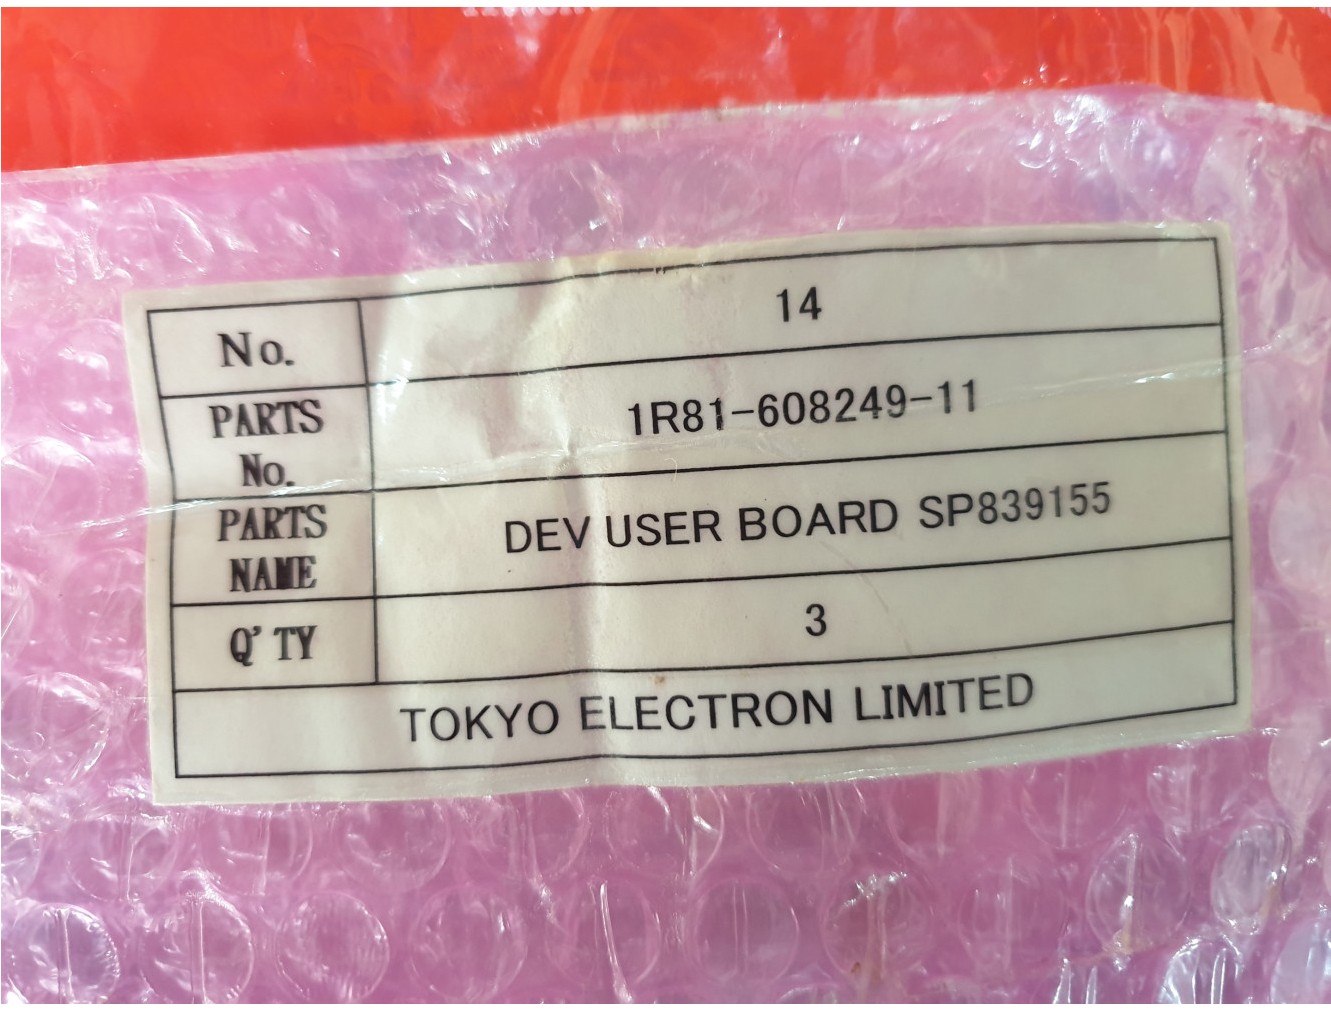 No. 14
PARTS No. 1R81-608249-11
PARTS NAME DEV USER BOARD SP839155
Q'TY 3
TOKYO ELECTRON LIMITED